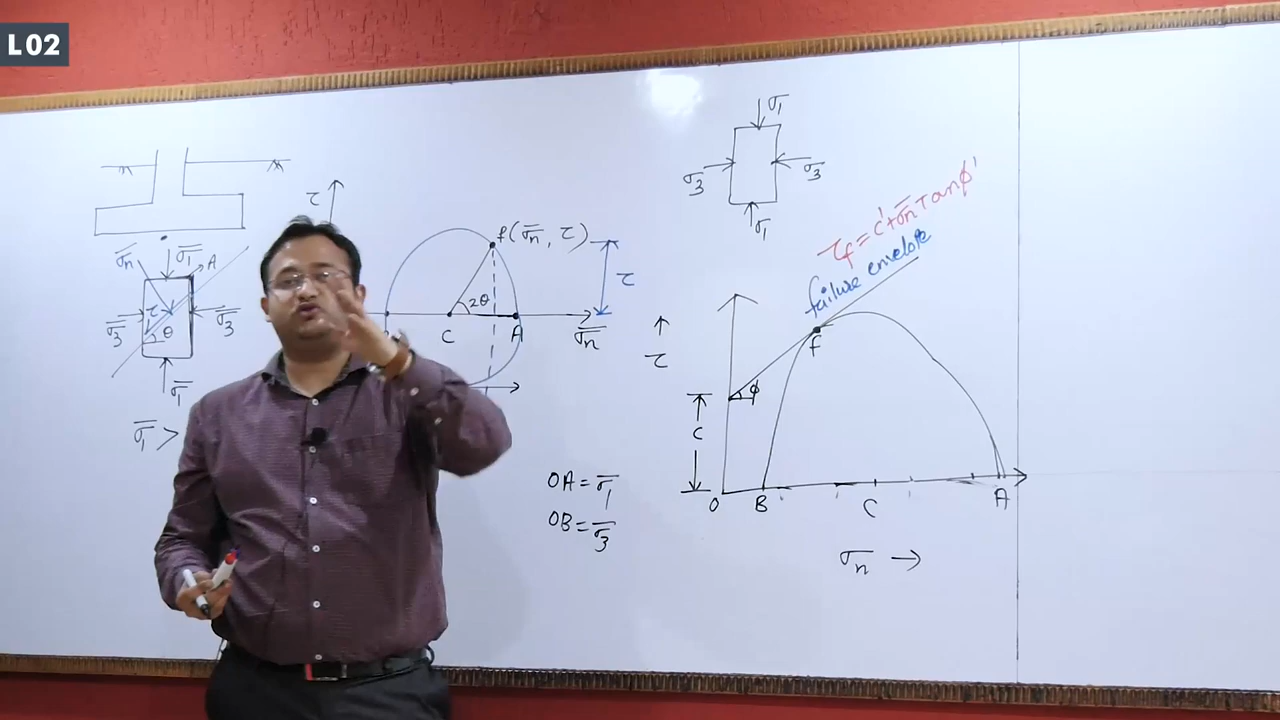 L02
σn
σ1
A
σ3
τ
θ
σ3
σ1
σ1 >
τ
f(σn, τ)
τ
2θ
C
A
σn
OA = σ1
OB = σ3
σ1
σ3
σ3
σ1
τf = c' + σn Tan φ'
failure envelope
τ
f
φ
c
O
B
C
A
σn →